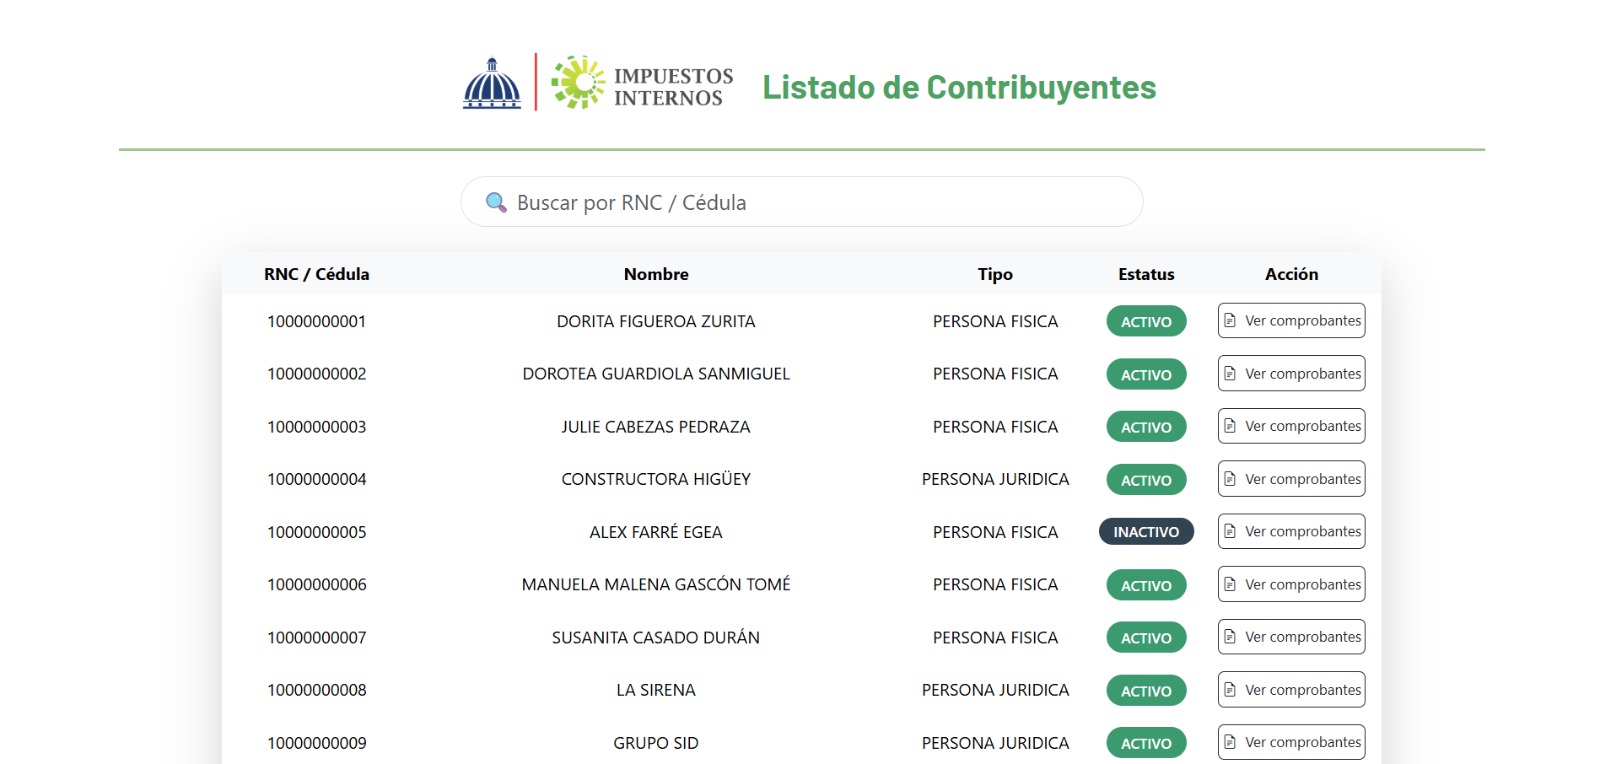 IMPUESTOS
INTERNOS
Listado de Contribuyentes
Buscar por RNC / Cédula
RNC / Cédula Nombre Tipo Estatus Acción
10000000001 DORITA FIGUEROA ZURITA PERSONA FISICA ACTIVO Ver comprobantes
10000000002 DOROTEA GUARDIOLA SANMIGUEL PERSONA FISICA ACTIVO Ver comprobantes
10000000003 JULIE CABEZAS PEDRAZA PERSONA FISICA ACTIVO Ver comprobantes
10000000004 CONSTRUCTORA HIGÜEY PERSONA JURIDICA ACTIVO Ver comprobantes
10000000005 ALEX FARRÉ EGEA PERSONA FISICA INACTIVO Ver comprobantes
10000000006 MANUELA MALENA GASCÓN TOMÉ PERSONA FISICA ACTIVO Ver comprobantes
10000000007 SUSANITA CASADO DURÁN PERSONA FISICA ACTIVO Ver comprobantes
10000000008 LA SIRENA PERSONA JURIDICA ACTIVO Ver comprobantes
10000000009 GRUPO SID PERSONA JURIDICA ACTIVO Ver comprobantes